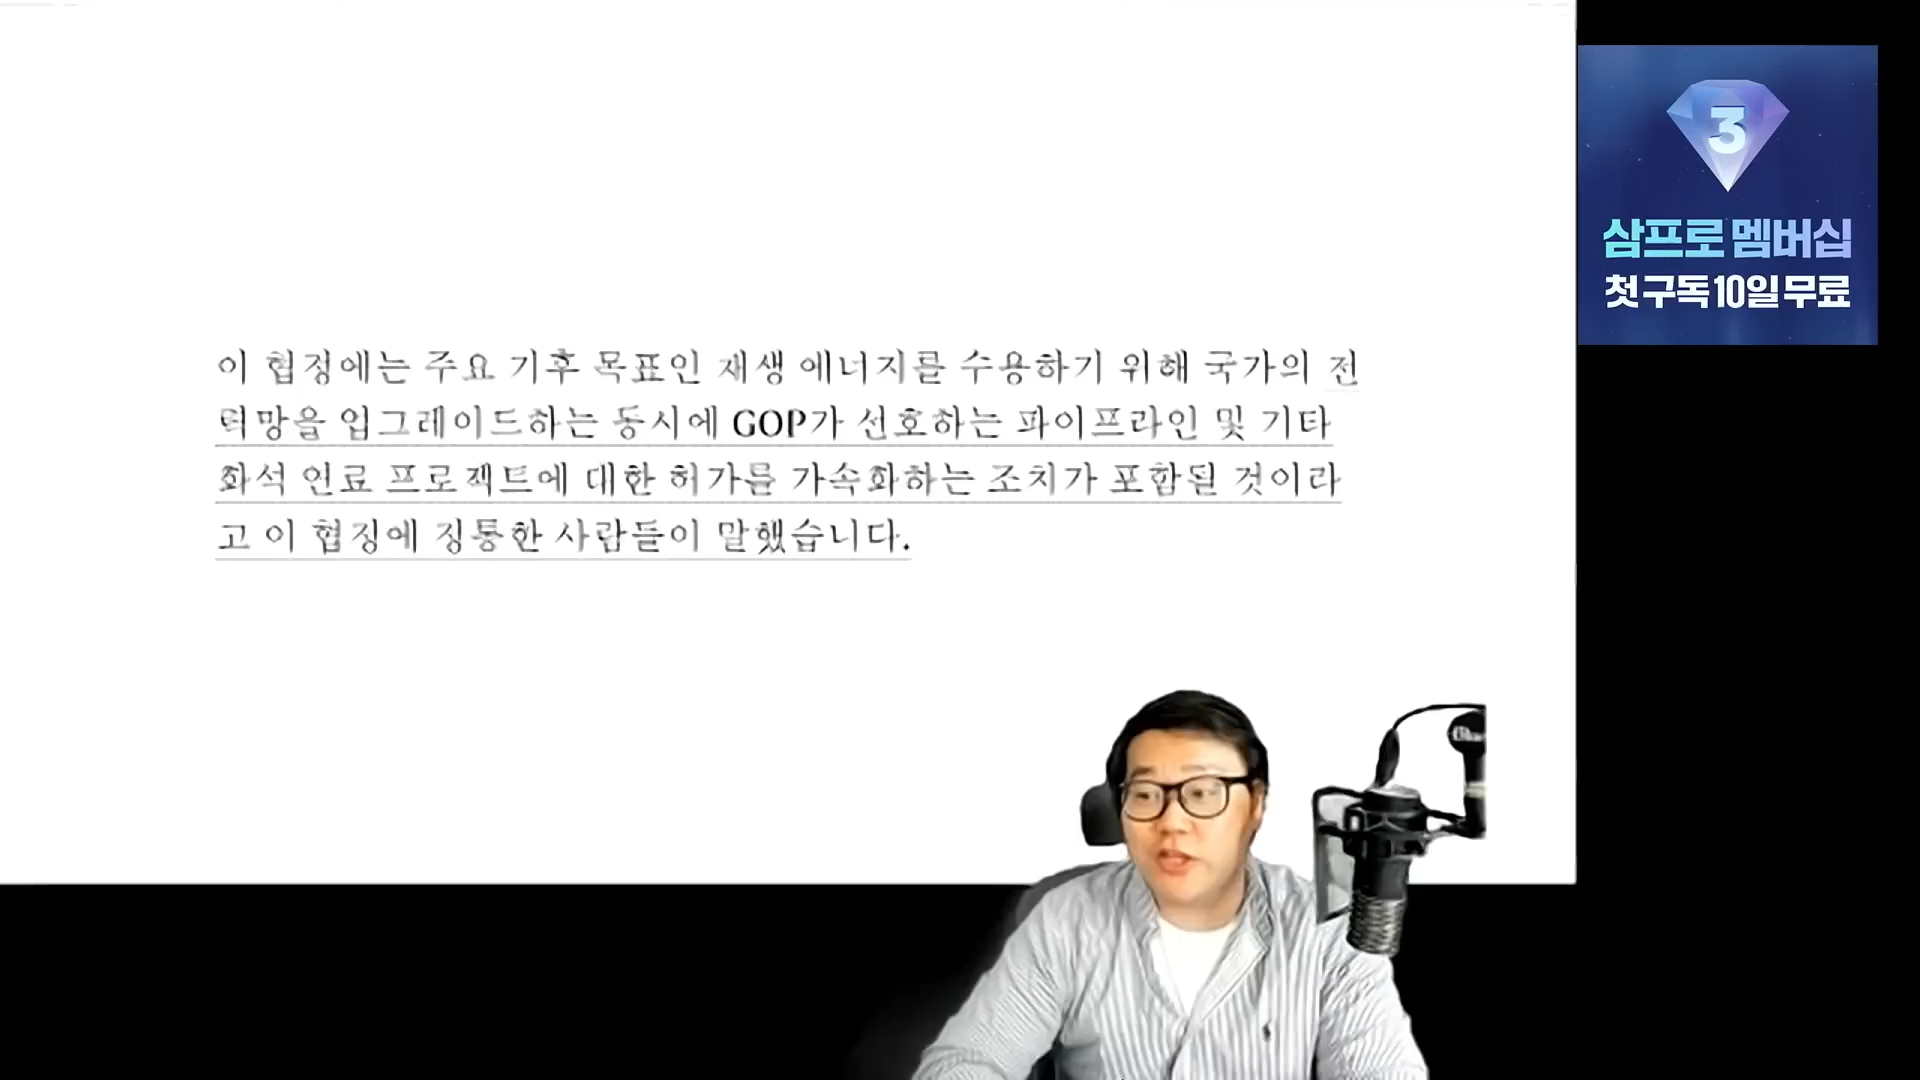 이 협정에는 주요 기후 목표인 재생 에너지를 수용하기 위해 국가의 전
력망을 업그레이드하는 동시에 GOP가 선호하는 파이프라인 및 기타
화석 연료 프로젝트에 대한 허가를 가속화하는 조치가 포함될 것이라
고 이 협정에 정통한 사람들이 말했습니다.
3
삼프로 멤버십
첫 구독 10일 무료
Blue